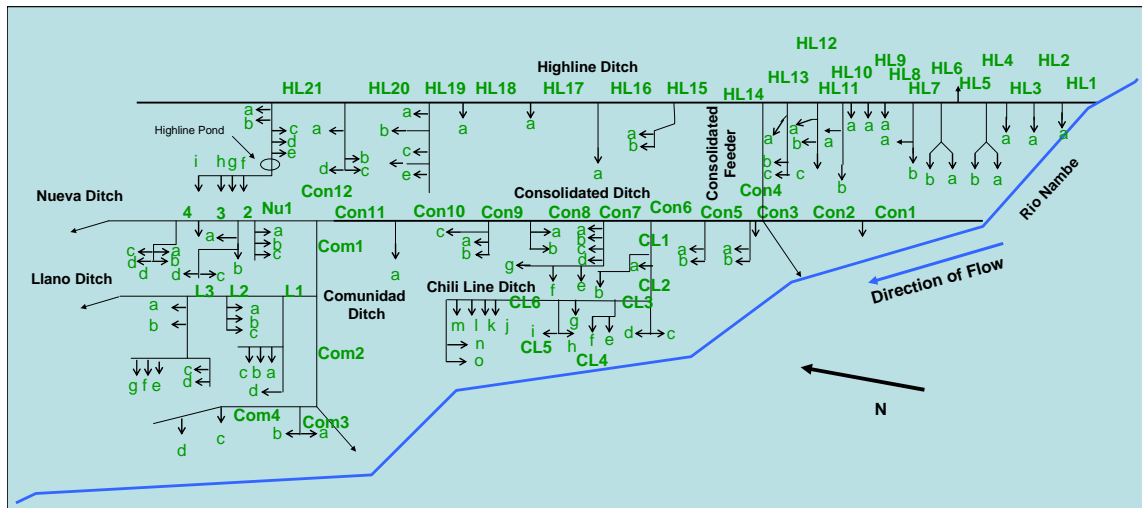 HL12
HL9
HL4
HL2
HL13
HL10
HL6
HL1
Highline Ditch
HL8
HL5
HL21
HL20
HL19
HL18
HL17
HL16
HL15
HL14
HL11
HL7
HL3
a
b
c
d
e
Highline Pond
i
h
g
f
a
b
c
d
a
b
c
e
a
a
a
a
b
Consolidated
Feeder
a
b
c
a
b
c
a
b
a
a
a
a
b
b
a
b
a
a
a
a
Rio Nambe
Con12
Consolidated Ditch
Con4
Nueva Ditch
4
3
2
Nu1
Con11
Con10
Con9
Con8
Con7
Con6
Con5
Con3
Con2
Con1
Com1
CL1
c
d
a
b
d
a
d
c
b
a
b
c
a
c
a
b
a
b
a
b
c
d
g
f
e
b
a
a
b
a
b
Direction of Flow
Llano Ditch
L3
L2
L1
Comunidad
Ditch
Chili Line Ditch
CL2
CL6
CL3
a
b
a
b
c
m
l
k
j
i
g
h
f
e
d
c
n
o
CL5
CL4
Com2
g
f
e
c
d
c
b
a
d
Com4
Com3
d
c
b
a
N